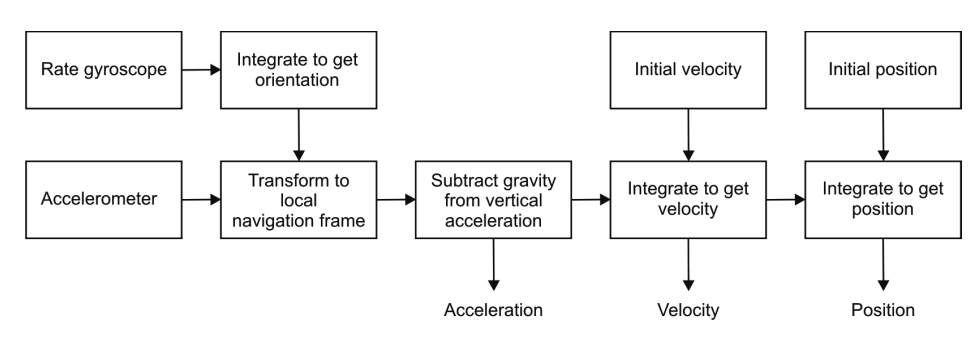 Rate gyroscope
Integrate to get
orientation
Initial velocity
Initial position
Accelerometer
Transform to
local
navigation frame
Subtract gravity
from vertical
acceleration
Integrate to get
velocity
Integrate to get
position
Acceleration
Velocity
Position